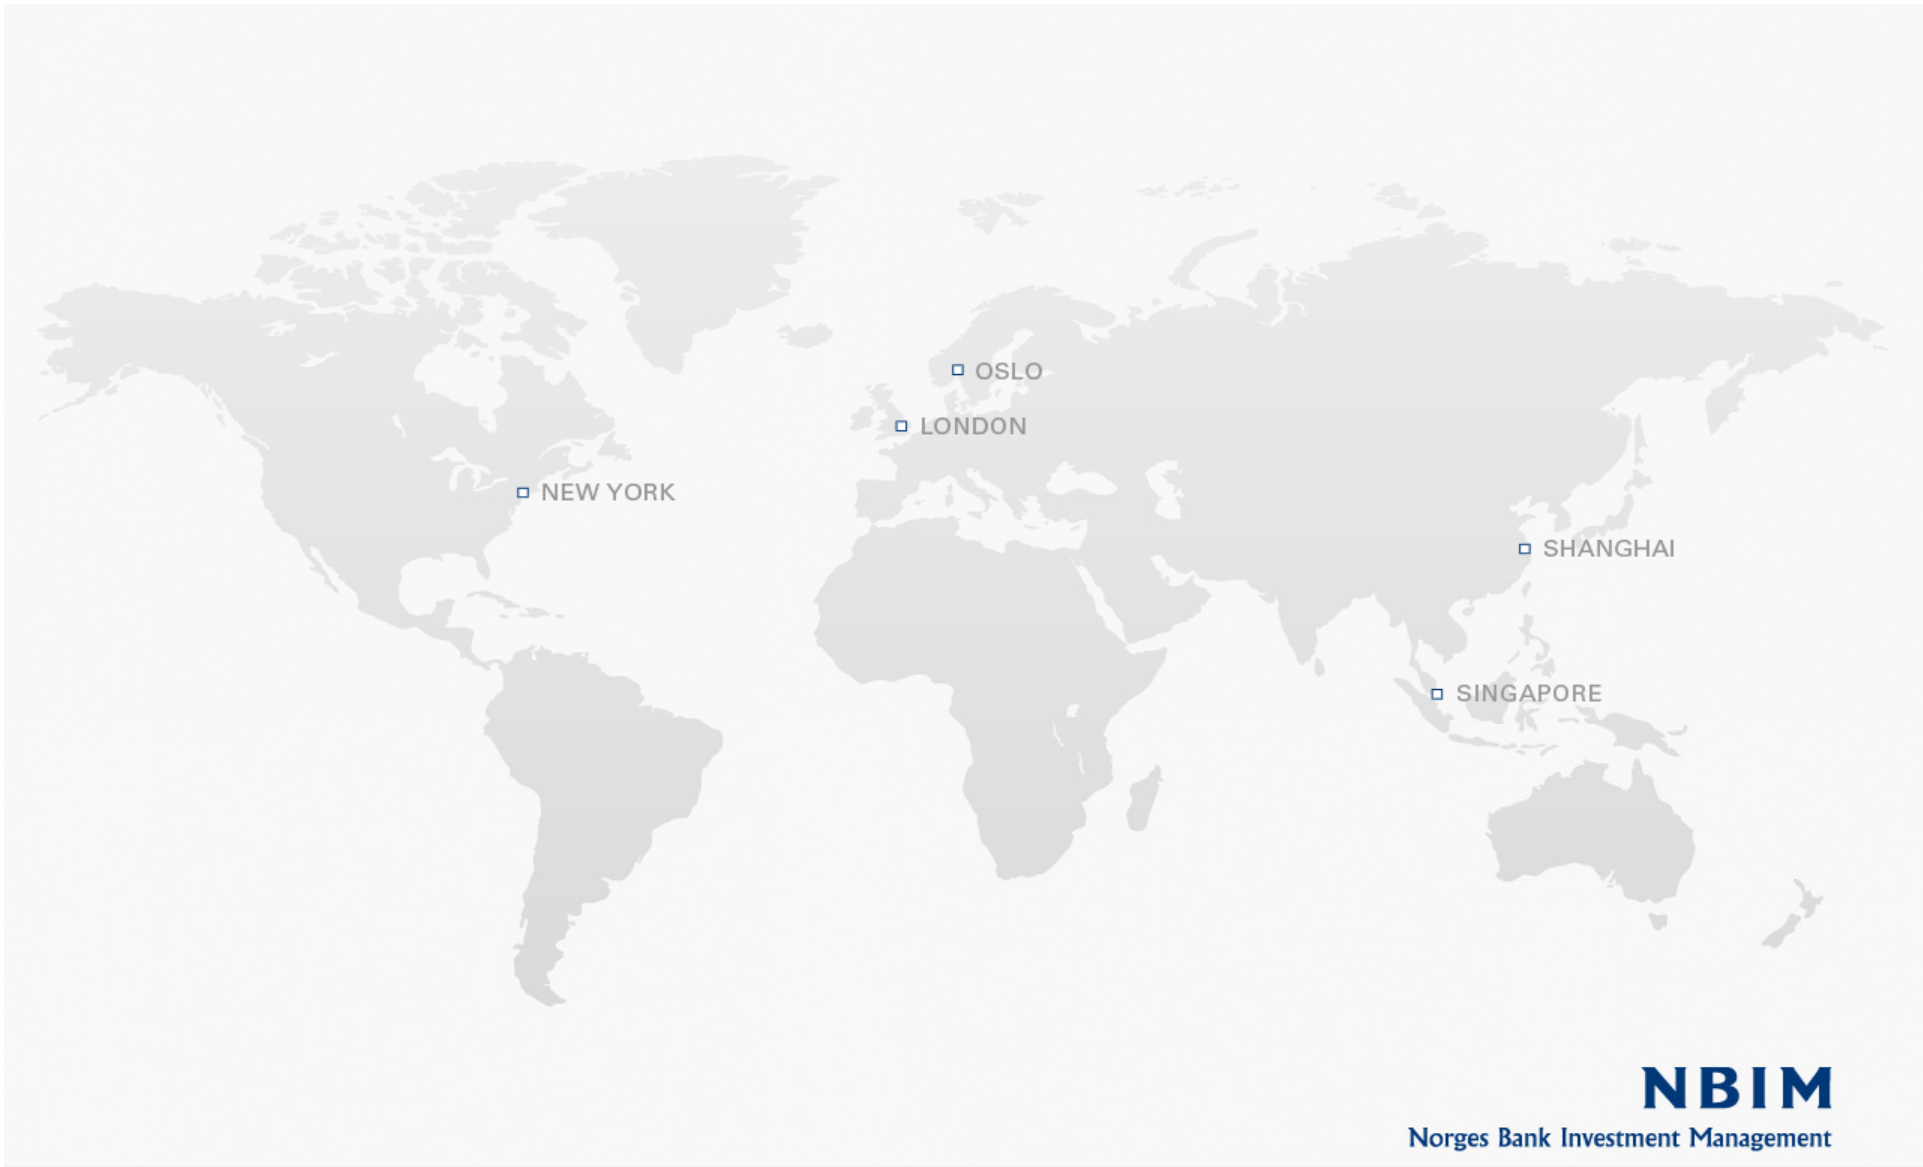 OSLO
LONDON
NEW YORK
SHANGHAI
SINGAPORE
NBIM
Norges Bank Investment Management